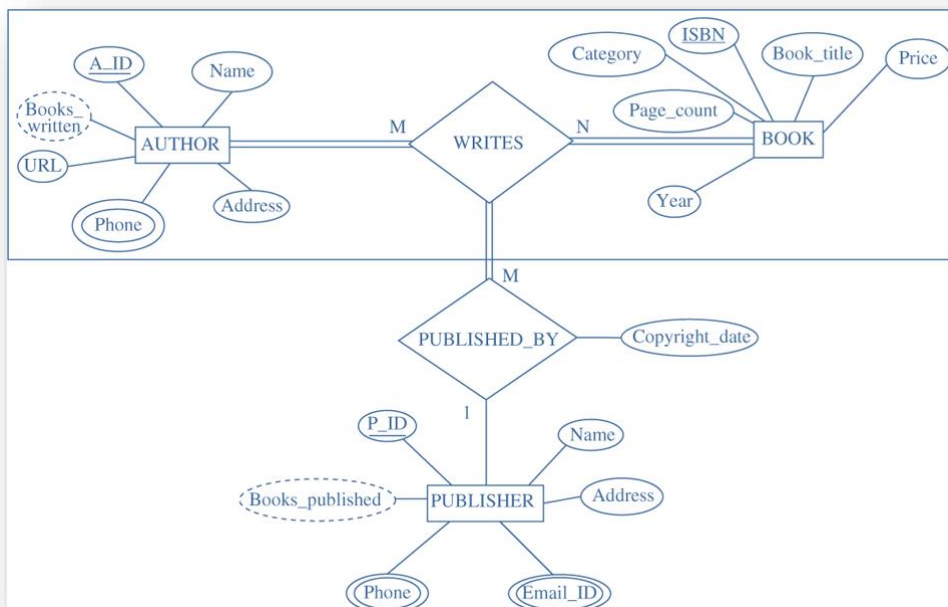 ISBN
A_ID
Name
Category
Book_title
Price
Books_
written
Page_count
M
N
AUTHOR
WRITES
BOOK
URL
Phone
Address
Year
M
PUBLISHED_BY
Copyright_date
1
P_ID
Name
Books_published
PUBLISHER
Address
Phone
Email_ID